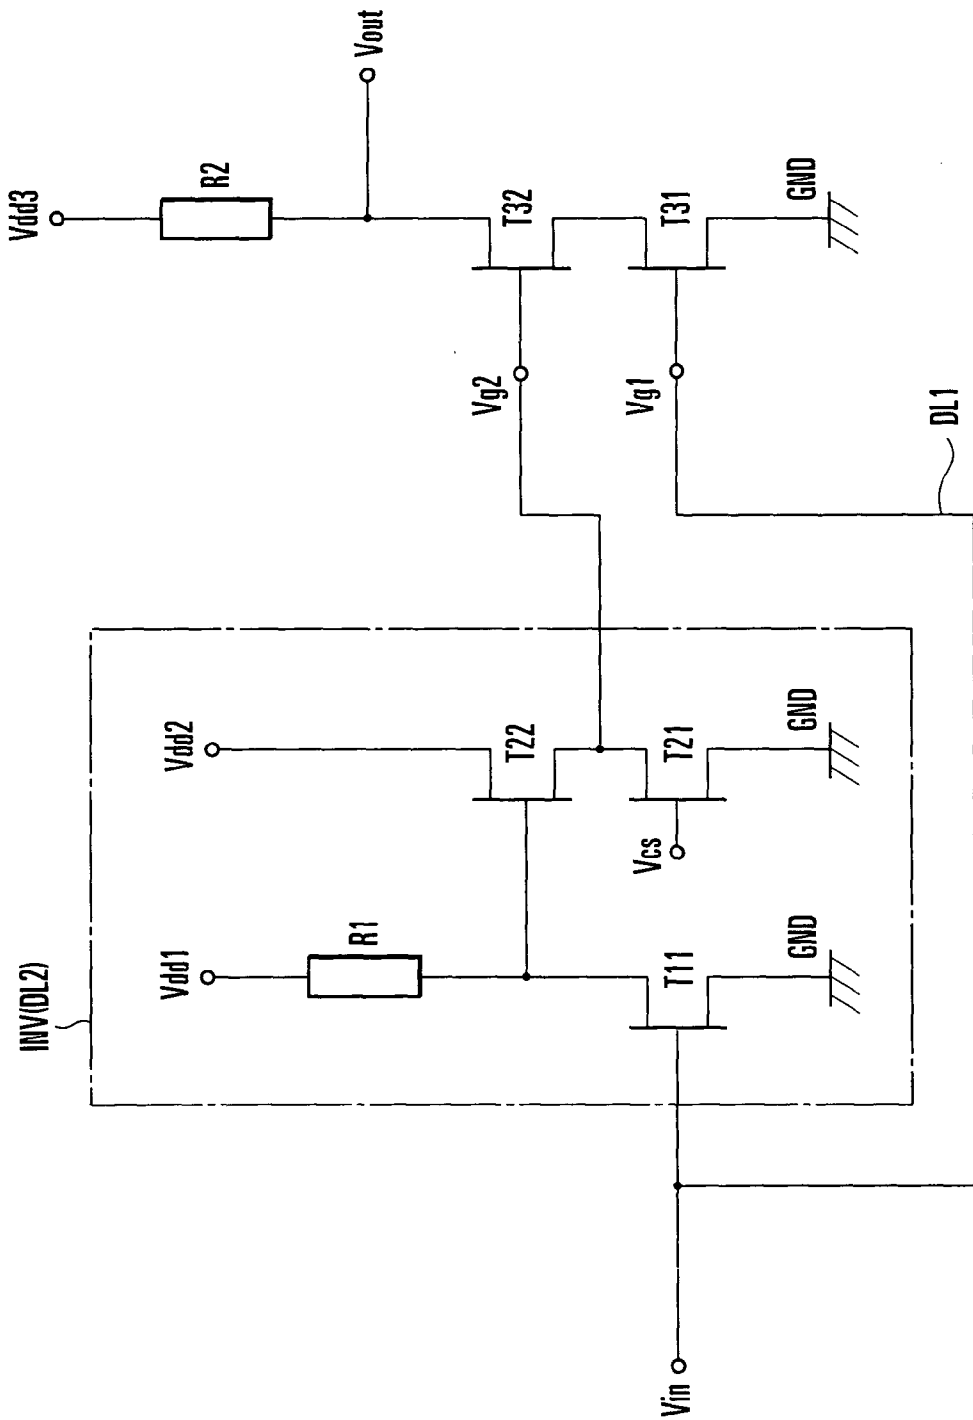 INV(DL2)
Vdd1
R1
T11
GND
Vdd2
T22
T21
Vcs
GND
Vdd3
R2
Vout
T32
T31
GND
Vg2
Vg1
DL1
Vin